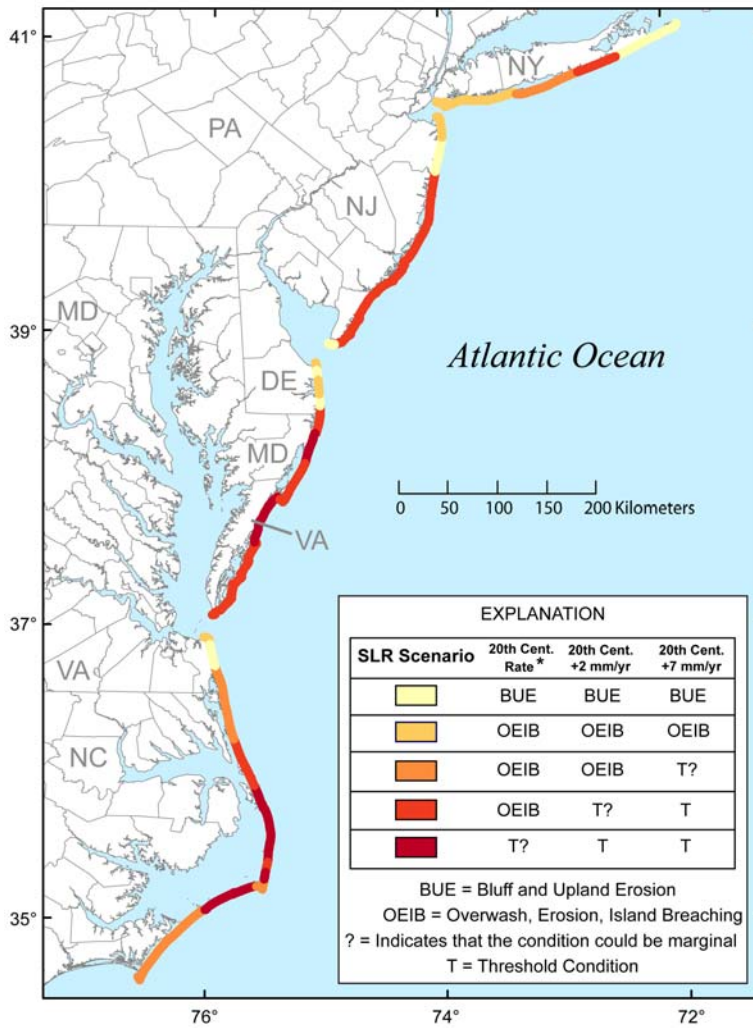 41°
39°
37°
35°
76°
74°
72°
NY
PA
NJ
MD
DE
MD
VA
VA
NC
Atlantic Ocean
0 50 100 150 200 Kilometers
EXPLANATION
SLR Scenario 20th Cent. Rate* 20th Cent. +2 mm/yr 20th Cent. +7 mm/yr
BUE BUE BUE
OEIB OEIB OEIB
OEIB OEIB T?
OEIB T? T
T? T T
BUE = Bluff and Upland Erosion
OEIB = Overwash, Erosion, Island Breaching
? = Indicates that the condition could be marginal
T = Threshold Condition